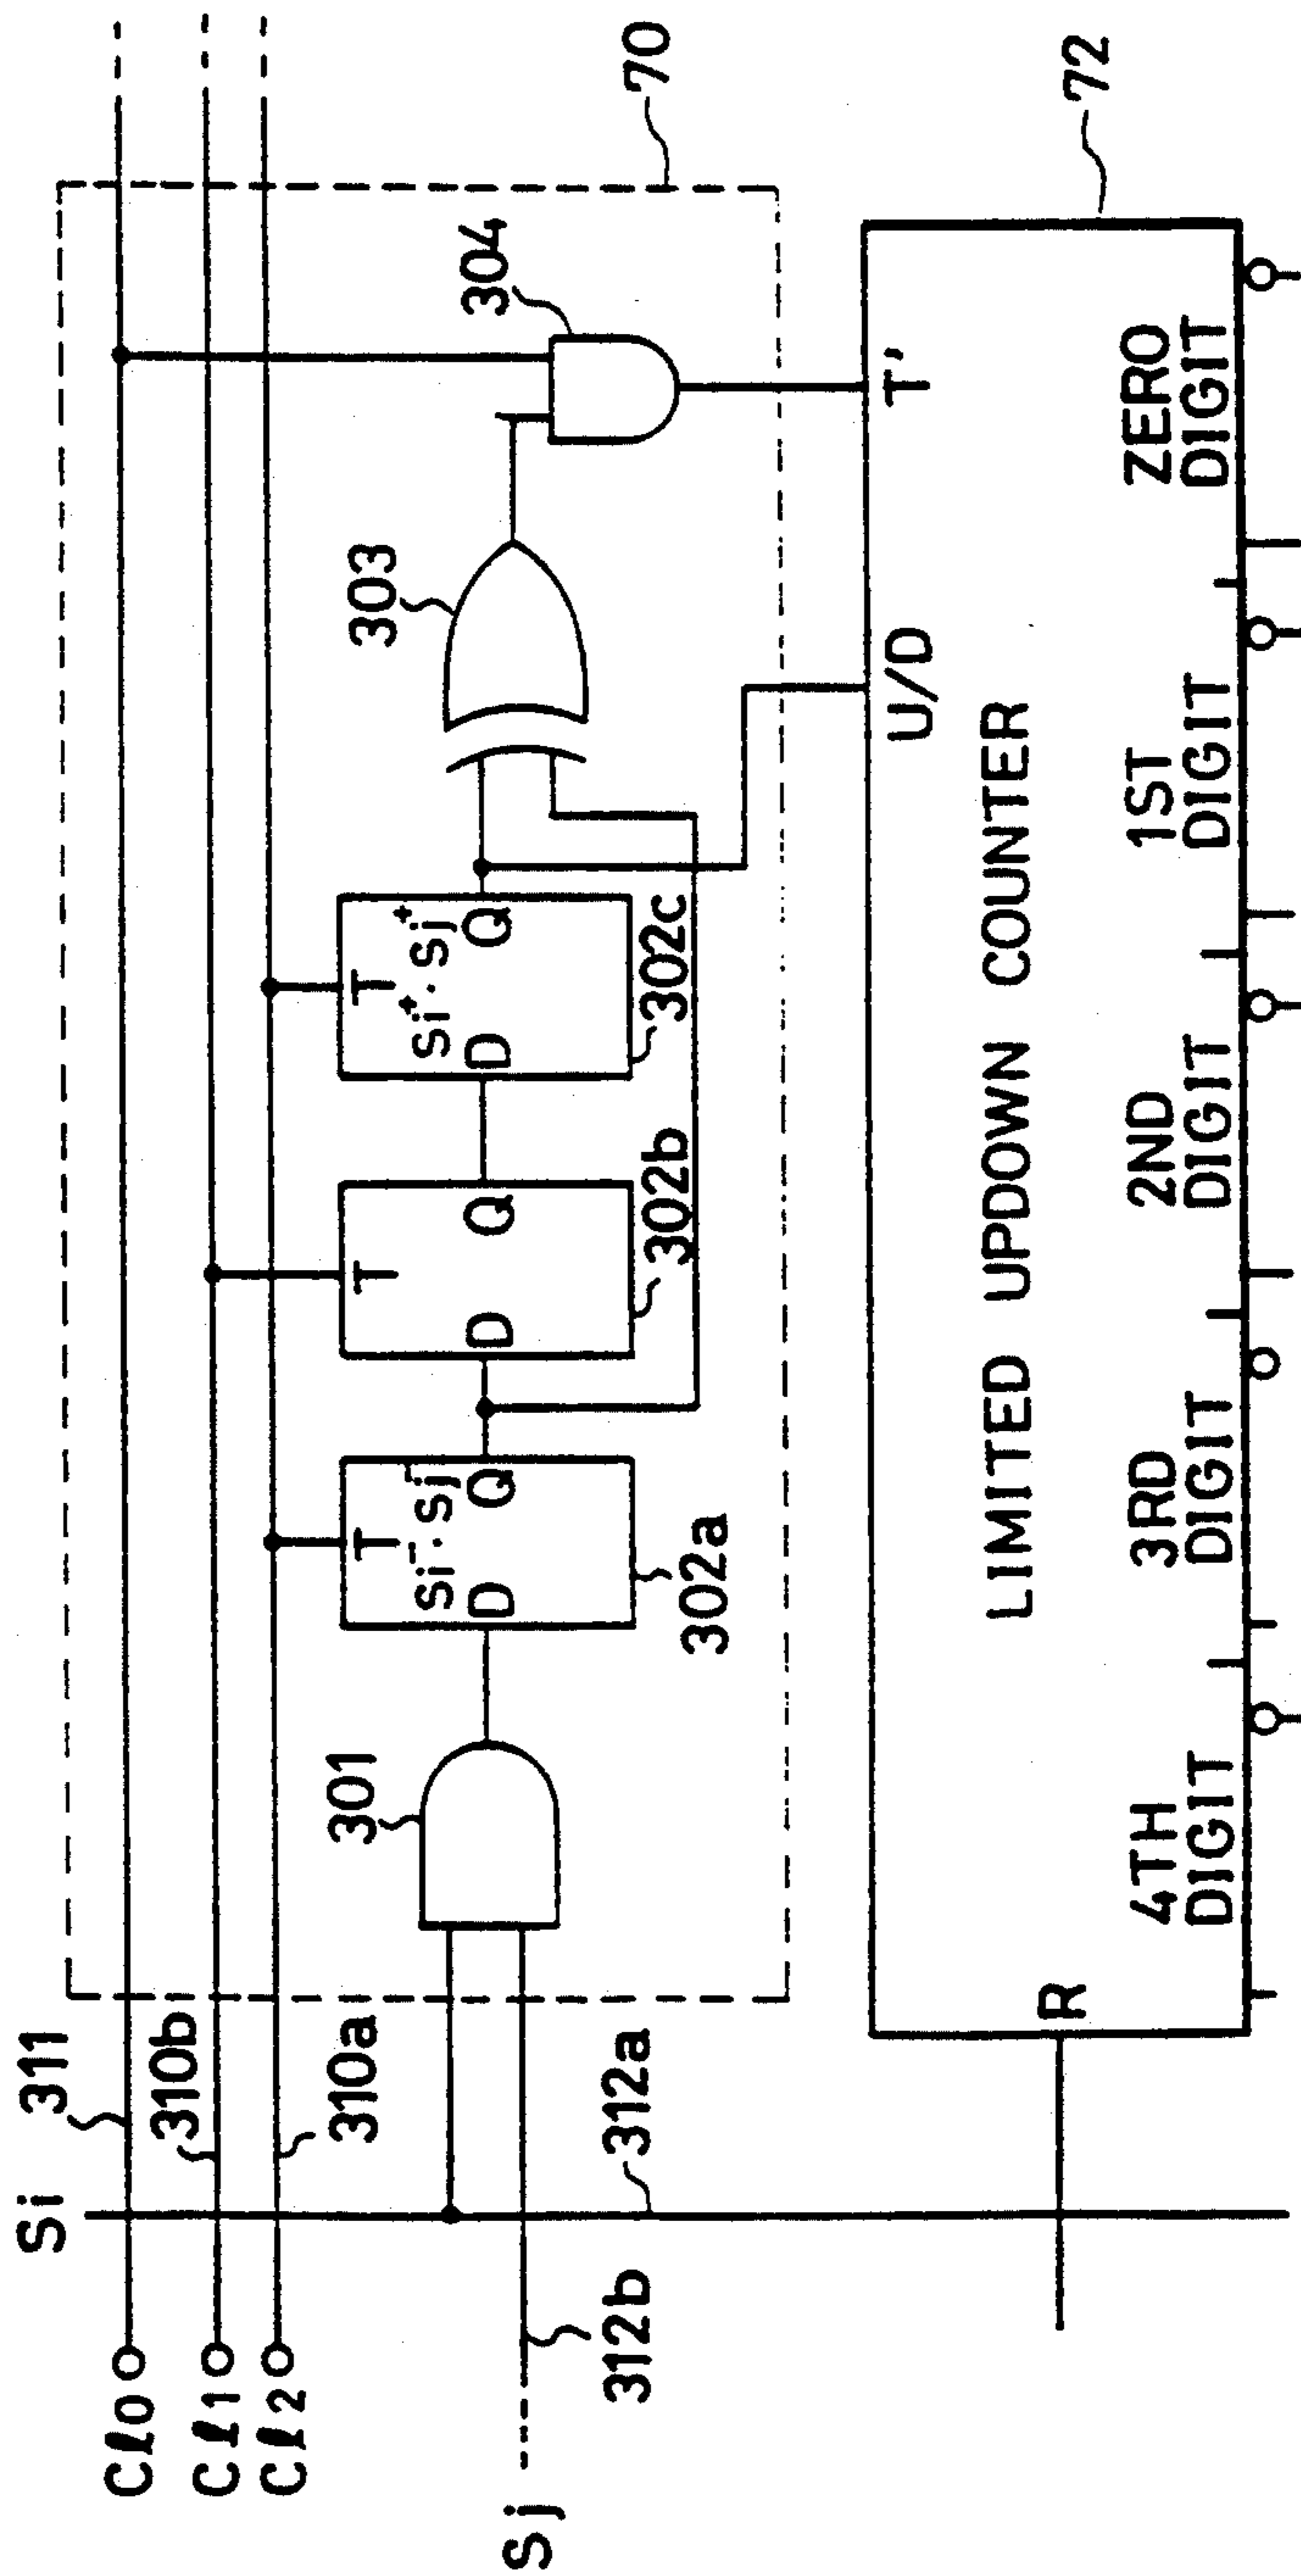 Si
311
310b
310a
Cℓ0
Cℓ1
Cℓ2
Sj
312b
312a
301
302a
302b
302c
303
304
70
72
T
Si⁻·Sj⁻
D
Q
T
D
Q
T
Si⁺·Sj⁺
D
Q
R
U/D
T'
LIMITED UPDOWN COUNTER
4TH
DIGIT
3RD
DIGIT
2ND
DIGIT
1ST
DIGIT
ZERO
DIGIT